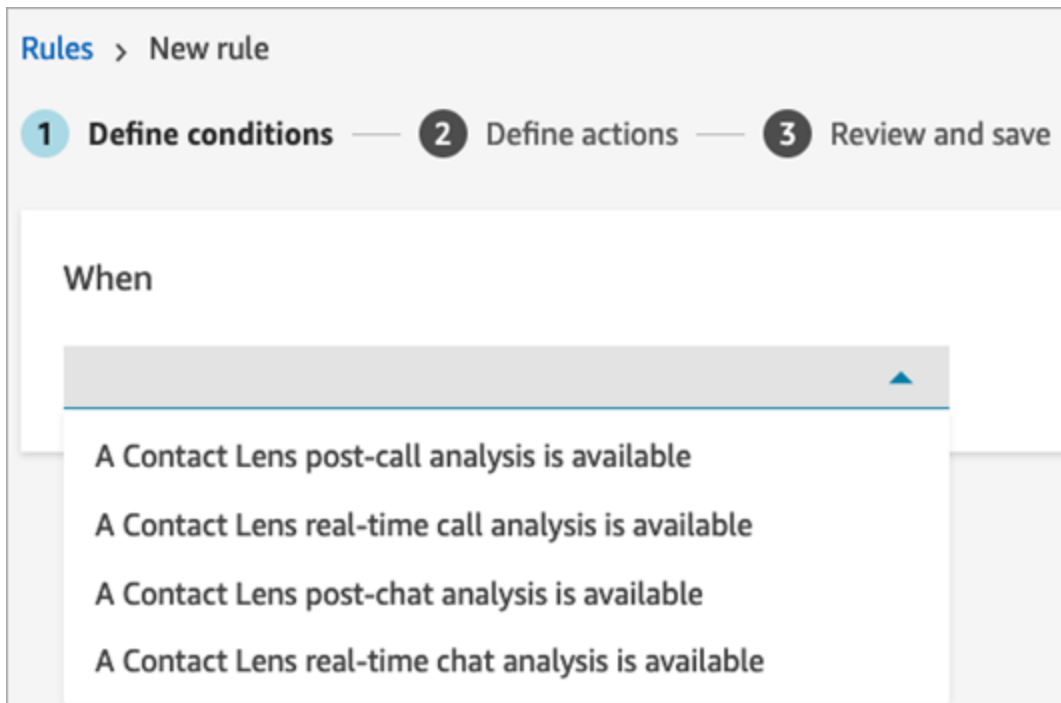 Rules > New rule
1 Define conditions 2 Define actions 3 Review and save
When
A Contact Lens post-call analysis is available
A Contact Lens real-time call analysis is available
A Contact Lens post-chat analysis is available
A Contact Lens real-time chat analysis is available